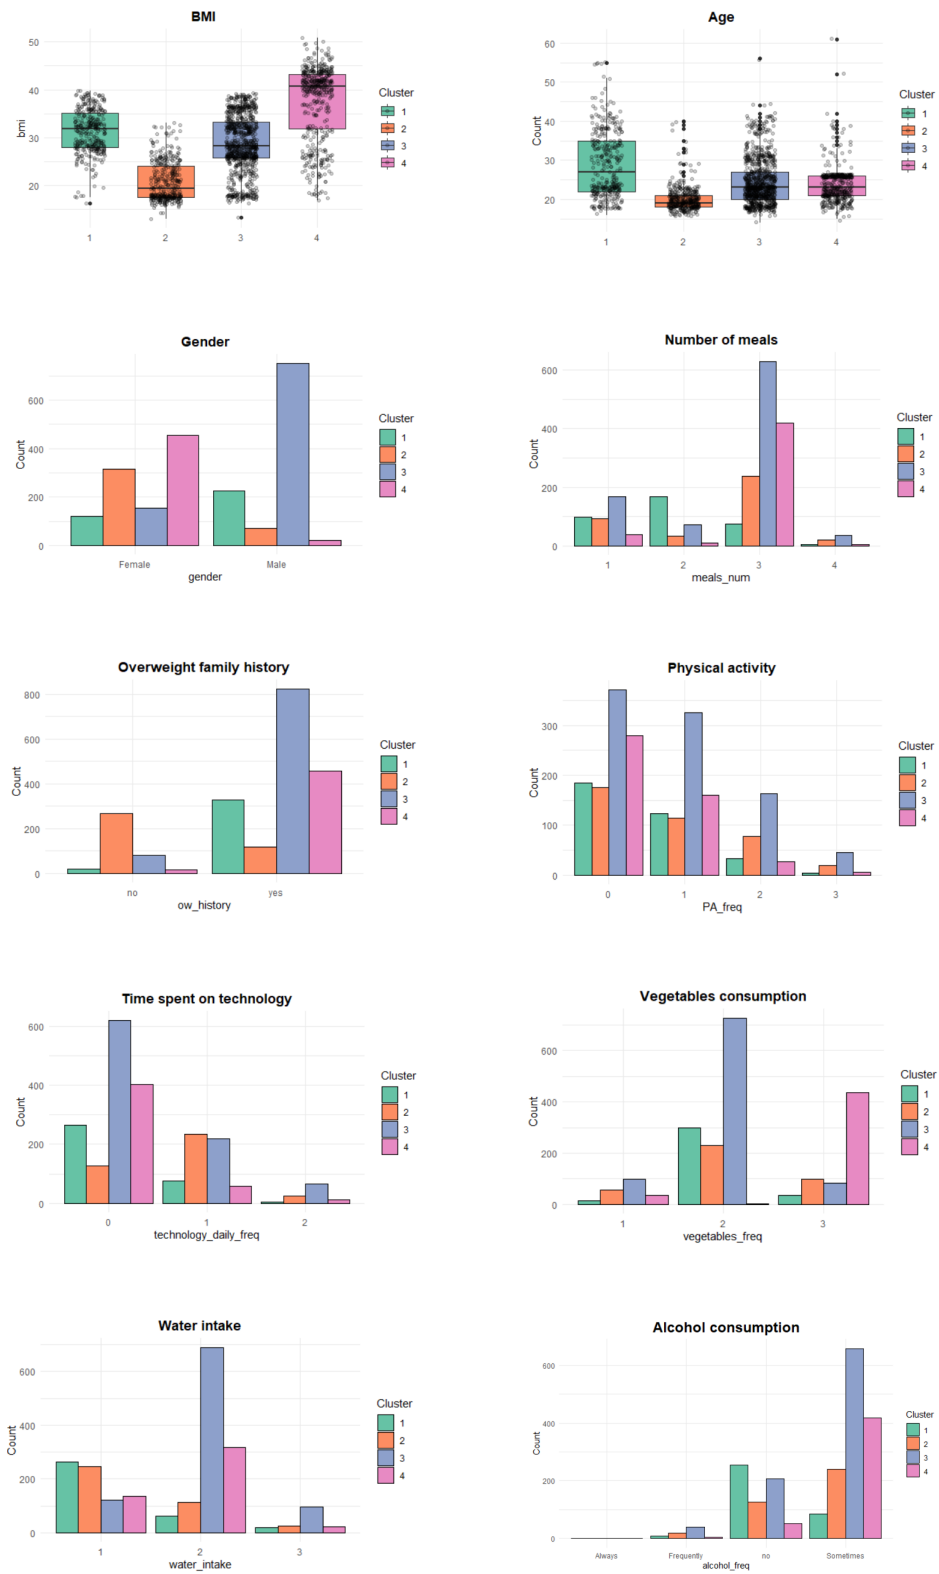 BMI
50
40
30
20
bmi
1 2 3 4
Cluster
1
2
3
4
Age
60
50
40
30
20
Count
1 2 3 4
Cluster
1
2
3
4
Gender
600
400
200
0
Count
Female Male
gender
Cluster
1
2
3
4
Number of meals
600
400
200
0
Count
1 2 3 4
meals_num
Cluster
1
2
3
4
Overweight family history
800
600
400
200
0
Count
no yes
ow_history
Cluster
1
2
3
4
Physical activity
300
200
100
0
Count
0 1 2 3
PA_freq
Cluster
1
2
3
4
Time spent on technology
600
400
200
0
Count
0 1 2
technology_daily_freq
Cluster
1
2
3
4
Vegetables consumption
600
400
200
0
Count
1 2 3
vegetables_freq
Cluster
1
2
3
4
Water intake
600
400
200
0
Count
1 2 3
water_intake
Cluster
1
2
3
4
Alcohol consumption
600
400
200
0
Count
Always Frequently no Sometimes
alcohol_freq
Cluster
1
2
3
4